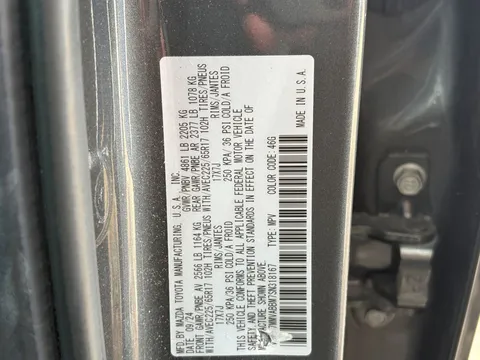 MFD BY MAZDA TOYOTA MANUFACTURING, U.S.A. INC.
09/24 GWVR/PNBV 4861 LB 2205 KG
FRONT GAWR/PNBE AV 2566 LB 1164 KG REAR GAWR/PNBE AR 2377 LB 1078 KG
WITH AVEC225/65R17 102H TIRES/PNEUS WITH AVEC225/65R17 102H TIRES/PNEUS
17X7J RIMS/JANTES 17X7J RIMS/JANTES
250 KPA/36 PSI COLD/A FROID 250 KPA/ 36 PSI COLD/A FROID
THIS VEHICLE CONFORMS TO ALL APPLICABLE FEDERAL MOTOR VEHICLE
SAFETY AND THEFT PREVENTION STANDARDS IN EFFECT ON THE DATE OF
MANUFACTURE SHOWN ABOVE.
7MMVABBM7SN318167 TYPE: MPV COLOR CODE: 46G MADE IN U.S.A.